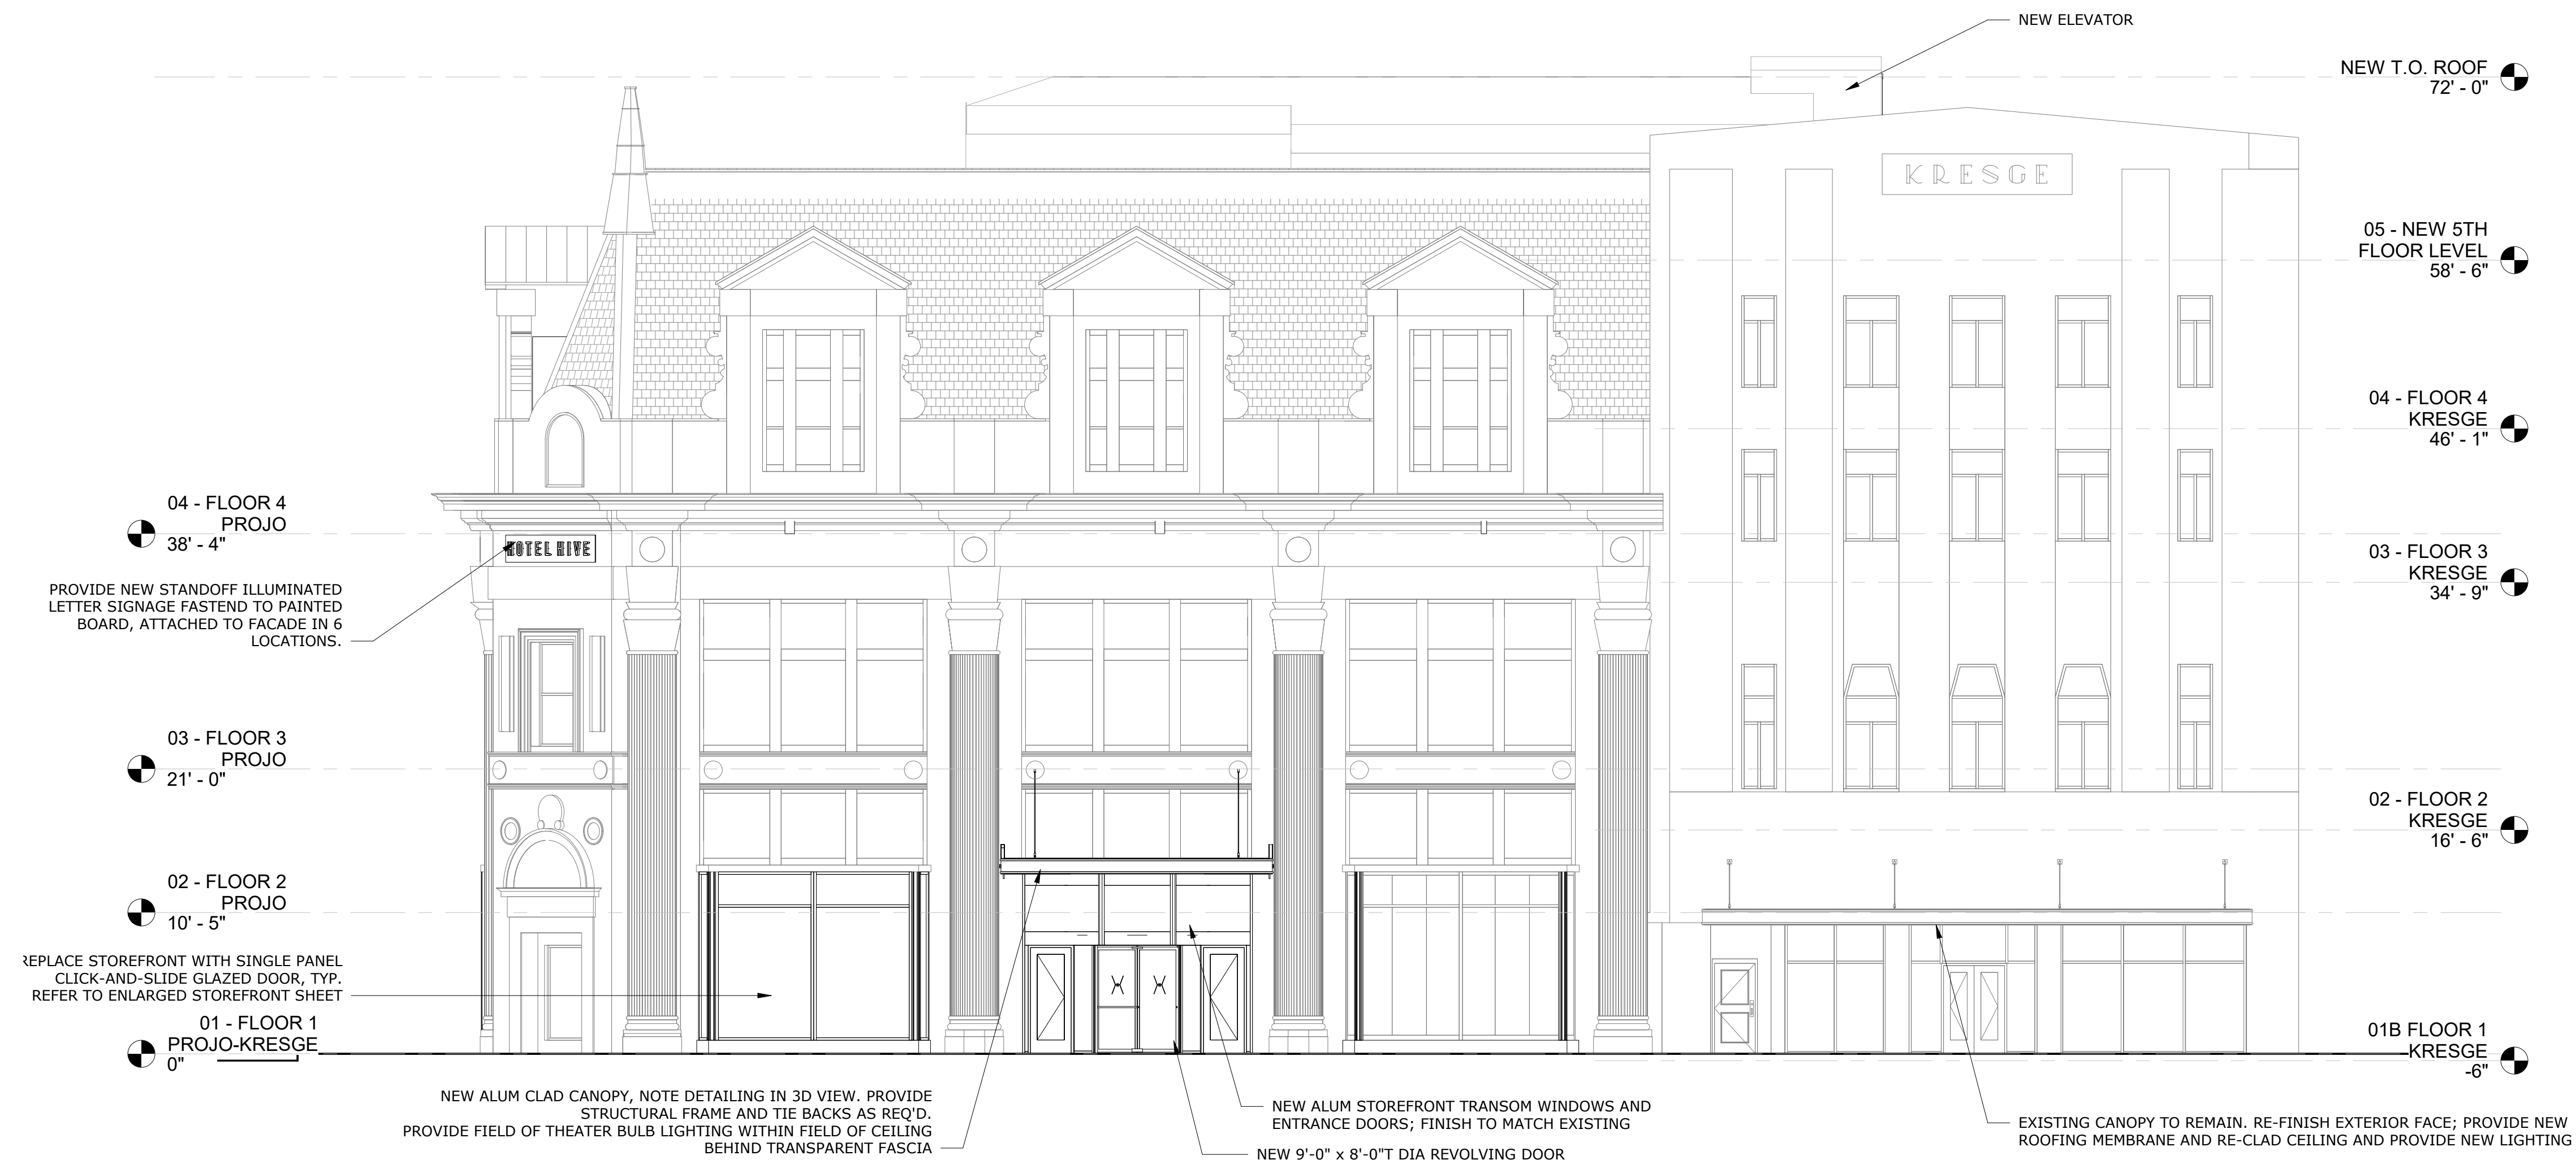 NEW ELEVATOR
NEW T.O. ROOF
72' - 0"
KRESGE
05 - NEW 5TH
FLOOR LEVEL
58' - 6"
04 - FLOOR 4
KRESGE
46' - 1"
04 - FLOOR 4
PROJO
38' - 4"
HOTEL HIVE
03 - FLOOR 3
KRESGE
34' - 9"
PROVIDE NEW STANDOFF ILLUMINATED
LETTER SIGNAGE FASTEND TO PAINTED
BOARD, ATTACHED TO FACADE IN 6
LOCATIONS.
03 - FLOOR 3
PROJO
21' - 0"
02 - FLOOR 2
KRESGE
16' - 6"
02 - FLOOR 2
PROJO
10' - 5"
REPLACE STOREFRONT WITH SINGLE PANEL
CLICK-AND-SLIDE GLAZED DOOR, TYP.
REFER TO ENLARGED STOREFRONT SHEET
01 - FLOOR 1
PROJO-KRESGE
0"
01B FLOOR 1
KRESGE
-6"
NEW ALUM CLAD CANOPY, NOTE DETAILING IN 3D VIEW. PROVIDE
STRUCTURAL FRAME AND TIE BACKS AS REQ'D.
PROVIDE FIELD OF THEATER BULB LIGHTING WITHIN FIELD OF CEILING
BEHIND TRANSPARENT FASCIA
NEW ALUM STOREFRONT TRANSOM WINDOWS AND
ENTRANCE DOORS; FINISH TO MATCH EXISTING
NEW 9'-0" x 8'-0"T DIA REVOLVING DOOR
EXISTING CANOPY TO REMAIN. RE-FINISH EXTERIOR FACE; PROVIDE NEW
ROOFING MEMBRANE AND RE-CLAD CEILING AND PROVIDE NEW LIGHTING